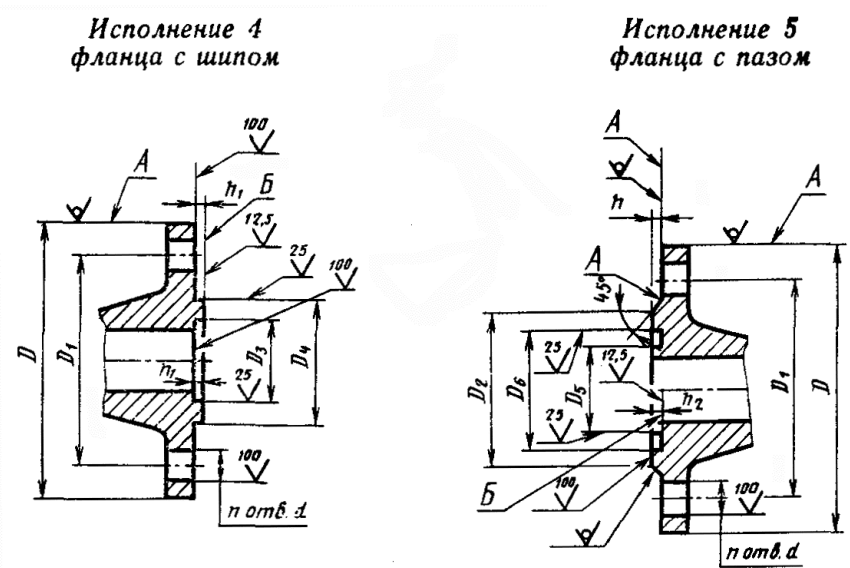 Исполнение 4
фланца с шипом
Исполнение 5
фланца с пазом
100
А
h₁
Б
12,5
25
100
D
D₁
D₃
D₄
h₁
25
100
n отв. d
А
h
А
А
45°
25
12,5
D₂
D₆
D₅
h₂
D₁
D
25
Б
100
100
n отв. d